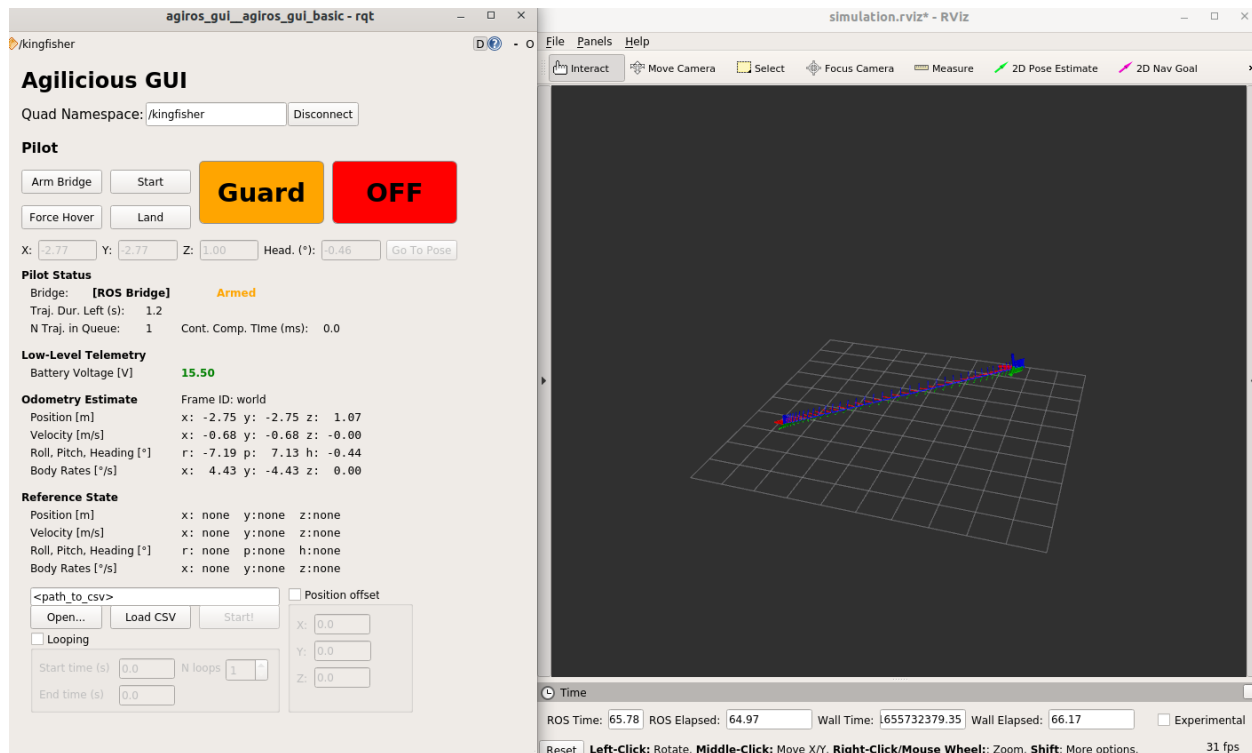 agiros_gui__agiros_gui_basic - rqt
/kingfisher
D
- O
Agilicious GUI
Quad Namespace: /kingfisher Disconnect
Pilot
Arm Bridge Start Guard OFF
Force Hover Land
X: -2.77 Y: -2.77 Z: 1.00 Head. (°): -0.46 Go To Pose
Pilot Status
Bridge: [ROS Bridge] Armed
Traj. Dur. Left (s): 1.2
N Traj. in Queue: 1 Cont. Comp. TIme (ms): 0.0
Low-Level Telemetry
Battery Voltage [V] 15.50
Odometry Estimate Frame ID: world
Position [m] x: -2.75 y: -2.75 z: 1.07
Velocity [m/s] x: -0.68 y: -0.68 z: -0.00
Roll, Pitch, Heading [°] r: -7.19 p: 7.13 h: -0.44
Body Rates [°/s] x: 4.43 y: -4.43 z: 0.00
Reference State
Position [m] x: none y:none z:none
Velocity [m/s] x: none y:none z:none
Roll, Pitch, Heading [°] r: none p:none h:none
Body Rates [°/s] x: none y:none z:none
<path_to_csv>
Open... Load CSV Start!
Looping
Start time (s) 0.0 N loops 1
End time (s) 0.0
Position offset
X: 0.0
Y: 0.0
Z: 0.0
simulation.rviz* - RViz
File Panels Help
Interact Move Camera Select Focus Camera Measure 2D Pose Estimate 2D Nav Goal
Time
ROS Time: 65.78 ROS Elapsed: 64.97 Wall Time: 1655732379.35 Wall Elapsed: 66.17 Experimental
Reset Left-Click: Rotate. Middle-Click: Move X/Y. Right-Click/Mouse Wheel:: Zoom. Shift: More options. 31 fps